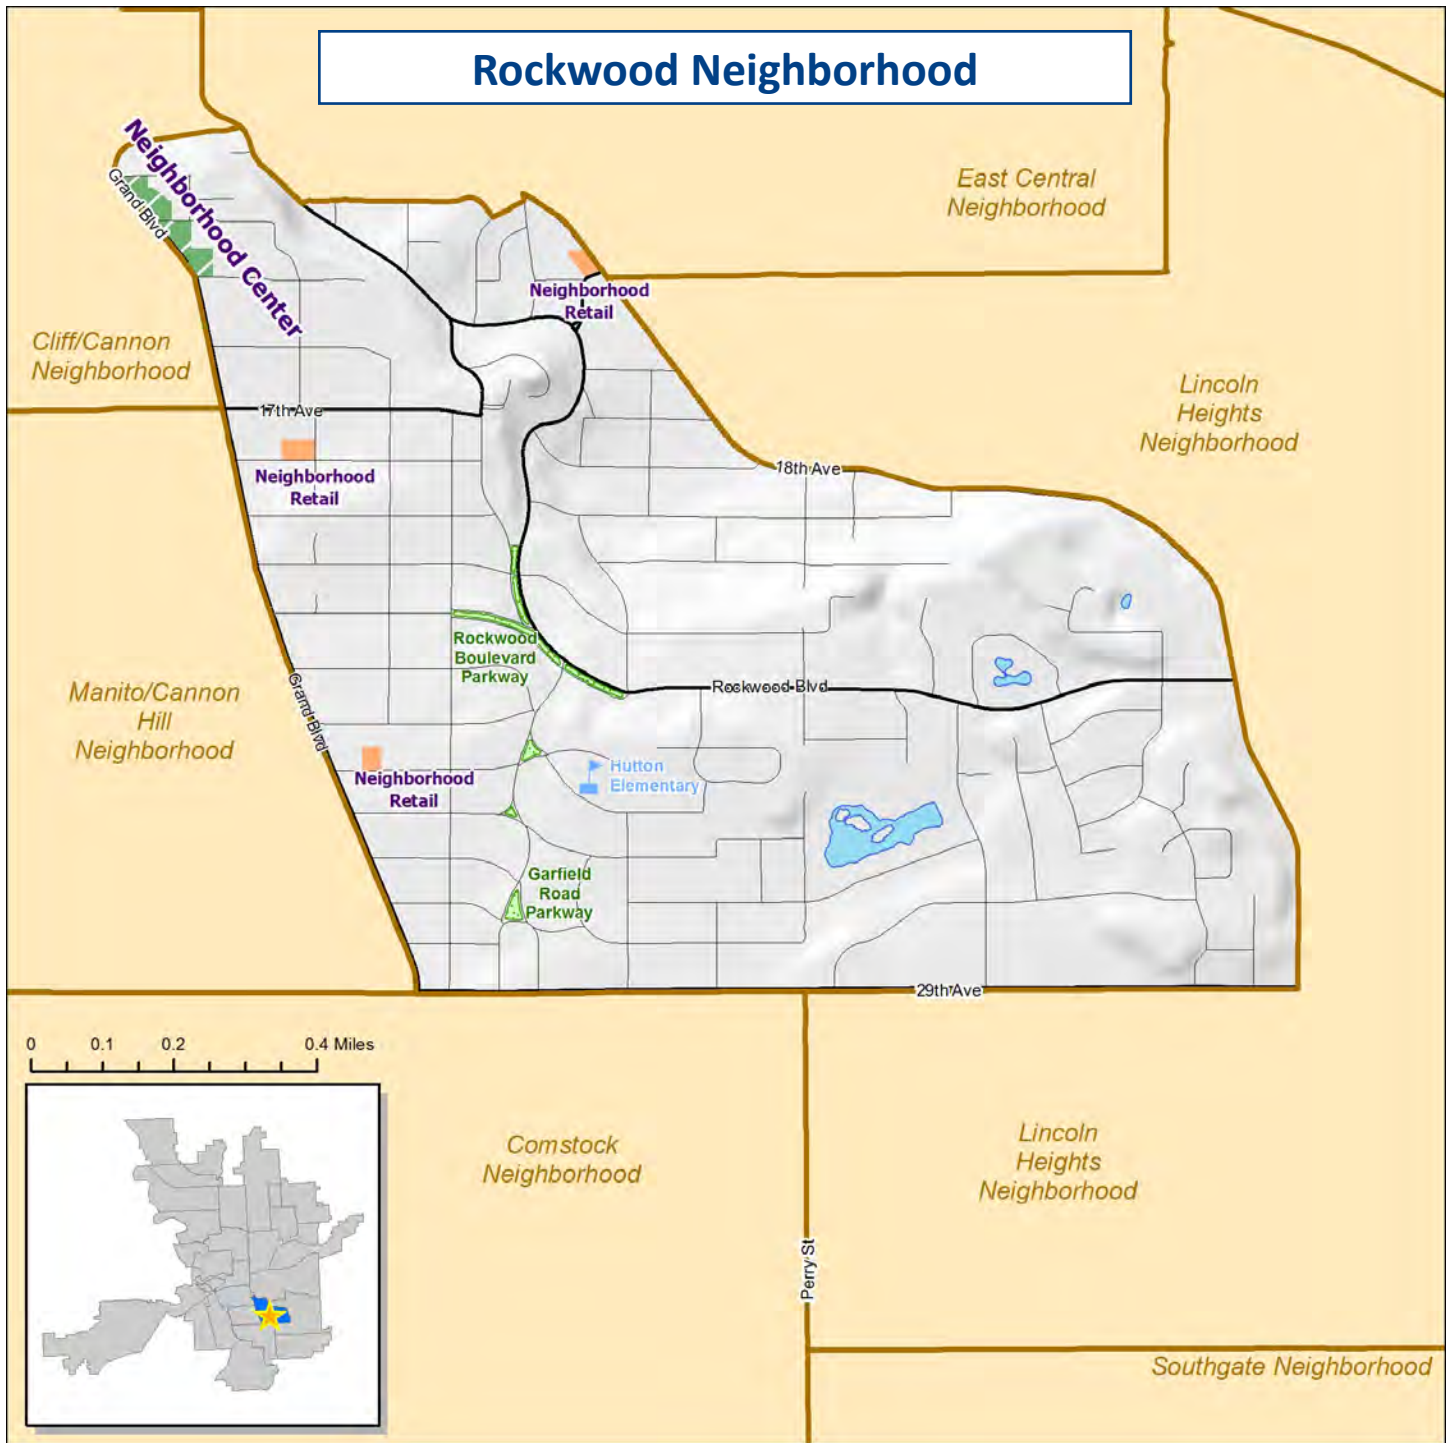 Rockwood Neighborhood
Neighborhood Center
Grand Blvd
East Central
Neighborhood
Neighborhood
Retail
Cliff/Cannon
Neighborhood
Lincoln
Heights
Neighborhood
17th Ave
18th Ave
Neighborhood
Retail
Rockwood
Boulevard
Parkway
Rockwood Blvd
Grand Blvd
Manito/Cannon
Hill
Neighborhood
Neighborhood
Retail
Hutton
Elementary
Garfield
Road
Parkway
29th Ave
0 0.1 0.2 0.4 Miles
Comstock
Neighborhood
Lincoln
Heights
Neighborhood
Perry St
Southgate Neighborhood